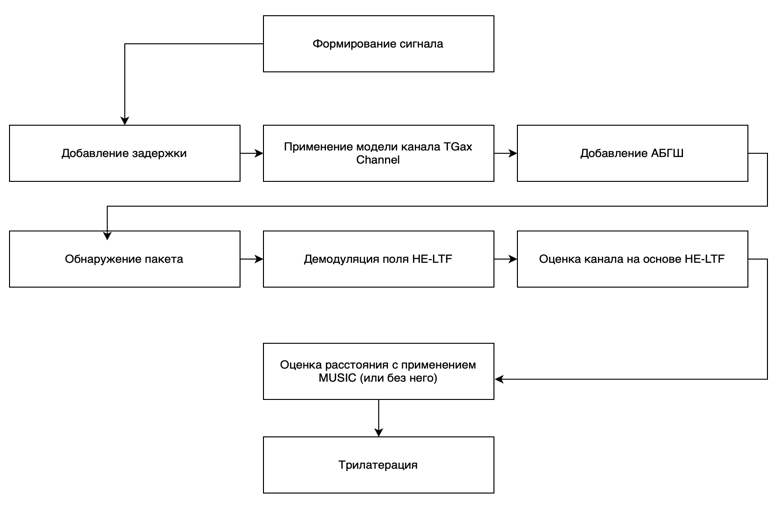 Формирование сигнала
Добавление задержки
Применение модели канала TGax
Channel
Добавление АБГШ
Обнаружение пакета
Демодуляция поля HE-LTF
Оценка канала на основе HE-LTF
Оценка расстояния с применением
MUSIC (или без него)
Трилатерация